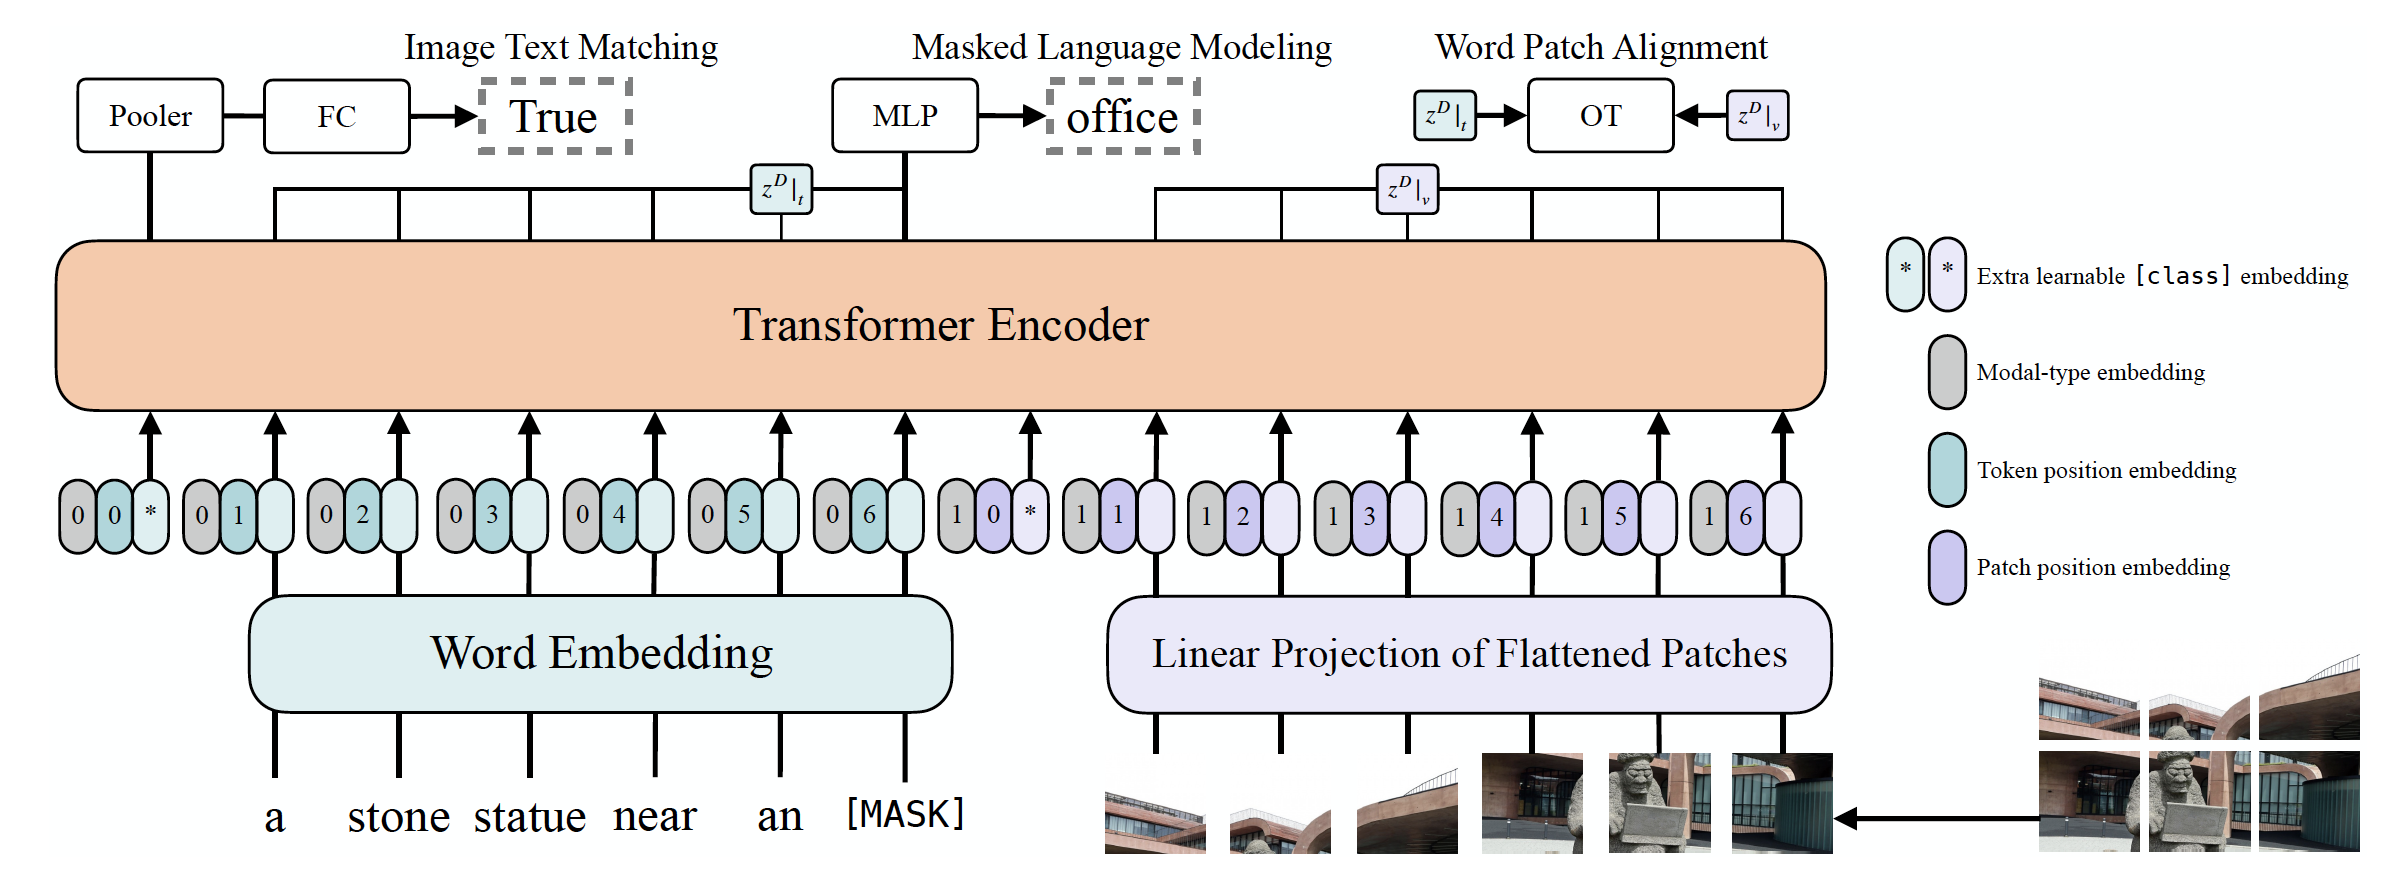 Image Text Matching
Masked Language Modeling
Word Patch Alignment
Pooler
FC
True
MLP
office
z^D|_t
OT
z^D|_v
z^D|_t
z^D|_v
Transformer Encoder
* * Extra learnable [class] embedding
Modal-type embedding
Token position embedding
Patch position embedding
0 0 * 0 1 0 2 0 3 0 4 0 5 0 6 1 0 * 1 1 1 2 1 3 1 4 1 5 1 6
Word Embedding
Linear Projection of Flattened Patches
a stone statue near an [MASK]